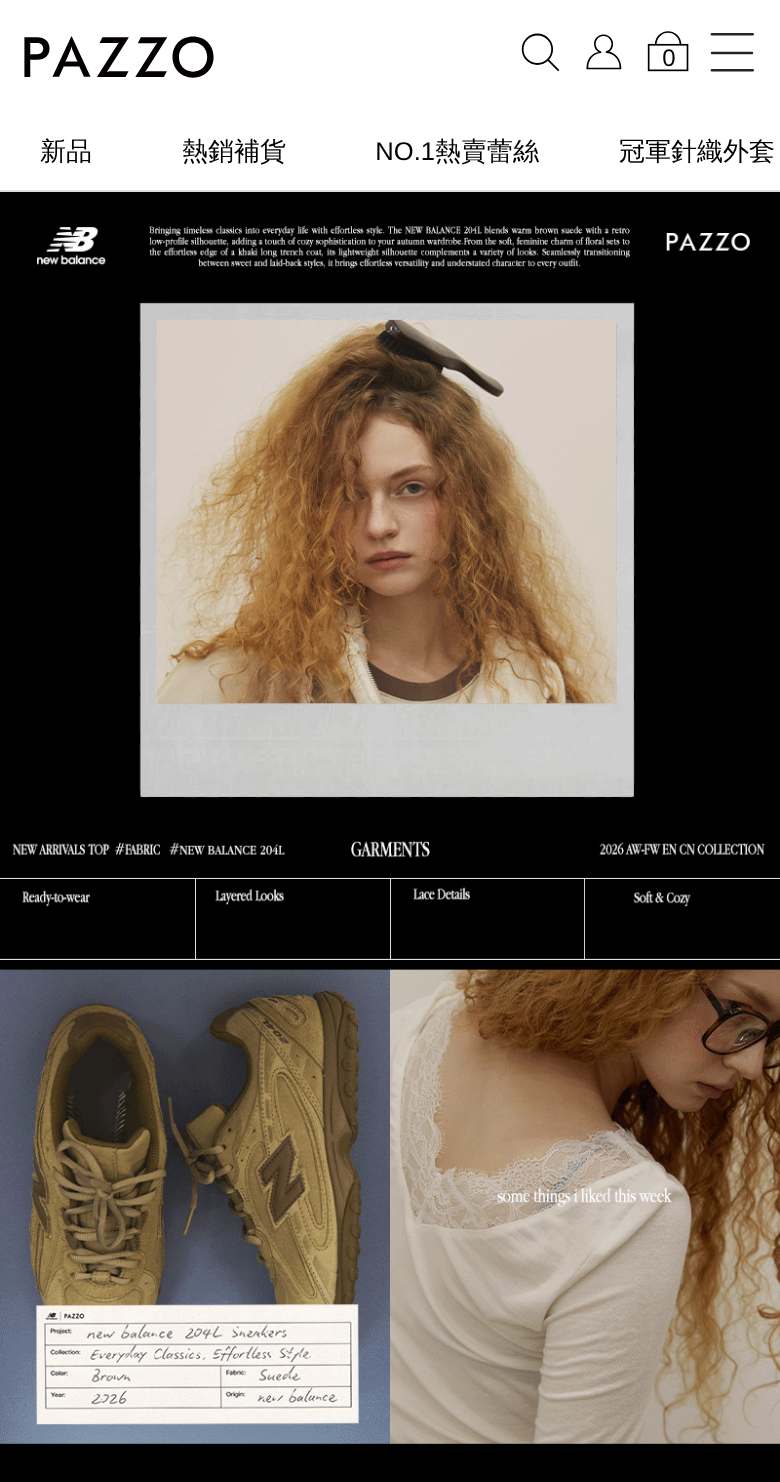 PAZZO
0
新品 熱銷補貨 NO.1熱賣蕾絲 冠軍針織外套
new balance
Bringing timeless classics into everyday life with effortless style. The NEW BALANCE 204L blends warm brown suede with a retro
low-profile silhouette, adding a touch of cozy sophistication to your autumn wardrobe.From the soft, feminine charm of floral sets to
the effortless edge of a khaki long trench coat, its lightweight silhouette complements a variety of looks. Seamlessly transitioning
between sweet and laid-back styles, it brings effortless versatility and understated character to every outfit.
PAZZO
NEW ARRIVALS TOP #FABRIC #NEW BALANCE 204L GARMENTS 2026 AW-FW EN CN COLLECTION
Ready-to-wear Layered Looks Lace Details Soft & Cozy
some things i liked this week
PAZZO
Project: new balance 204L Sneakers
Collection: Everyday Classics, Effortless Style
Color: Brown Fabric: Suede
Year: 2026 Origin: new balance